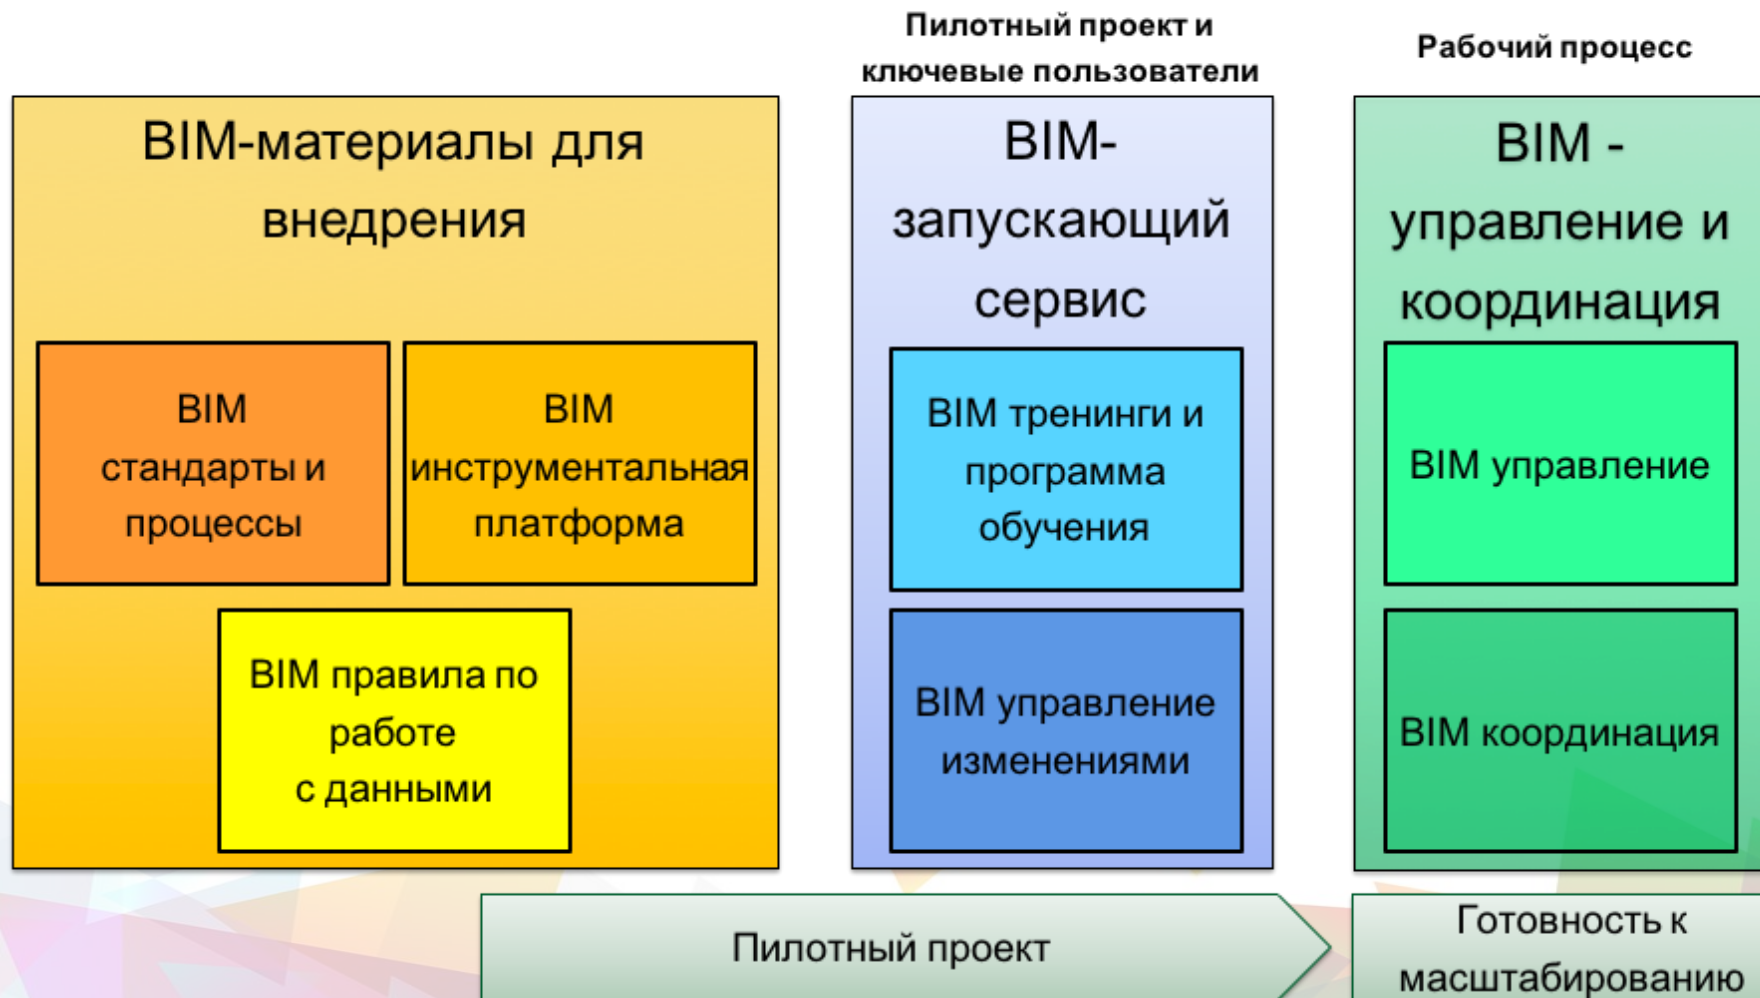 Пилотный проект и
ключевые пользователи
Рабочий процесс
BIM-материалы для
внедрения
BIM
стандарты и
процессы
BIM
инструментальная
платформа
BIM правила по
работе
с данными
BIM-
запускающий
сервис
BIM тренинги и
программа
обучения
BIM управление
изменениями
BIM -
управление и
координация
BIM управление
BIM координация
Пилотный проект
Готовность к
масштабированию